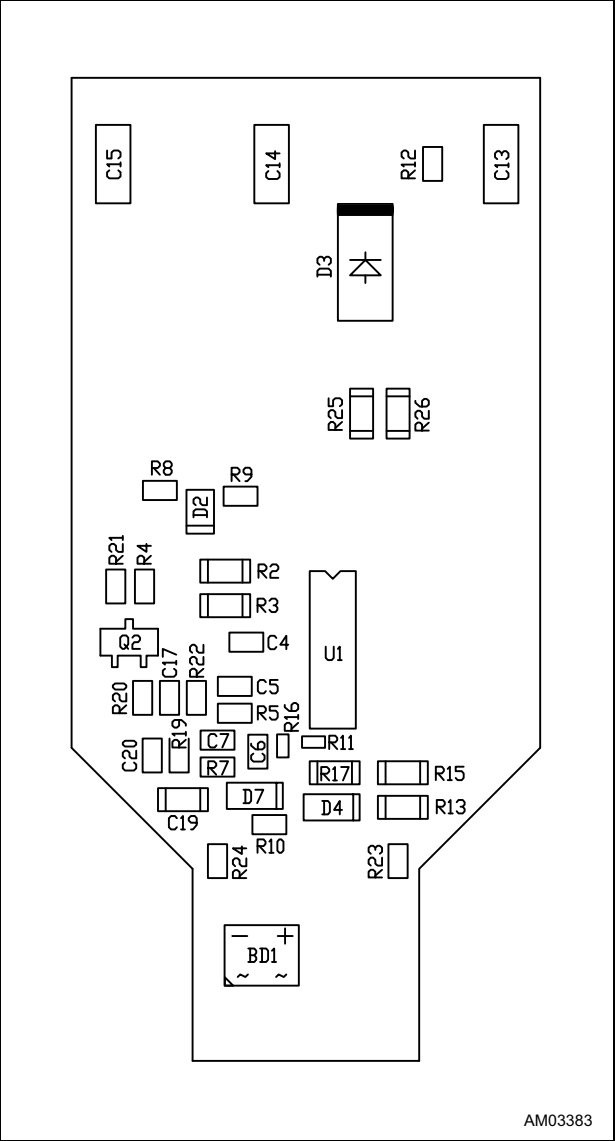 C15
C14
R12
C13
D3
R25
R26
R8
R9
D2
R21
R4
R2
R3
Q2
C4
U1
C17
R22
R20
C5
R5
R16
R19
C20
C7
C6
R11
R7
R17
R15
D7
D4
R13
C19
R10
R24
R23
− +
BD1
~ ~
AM03383